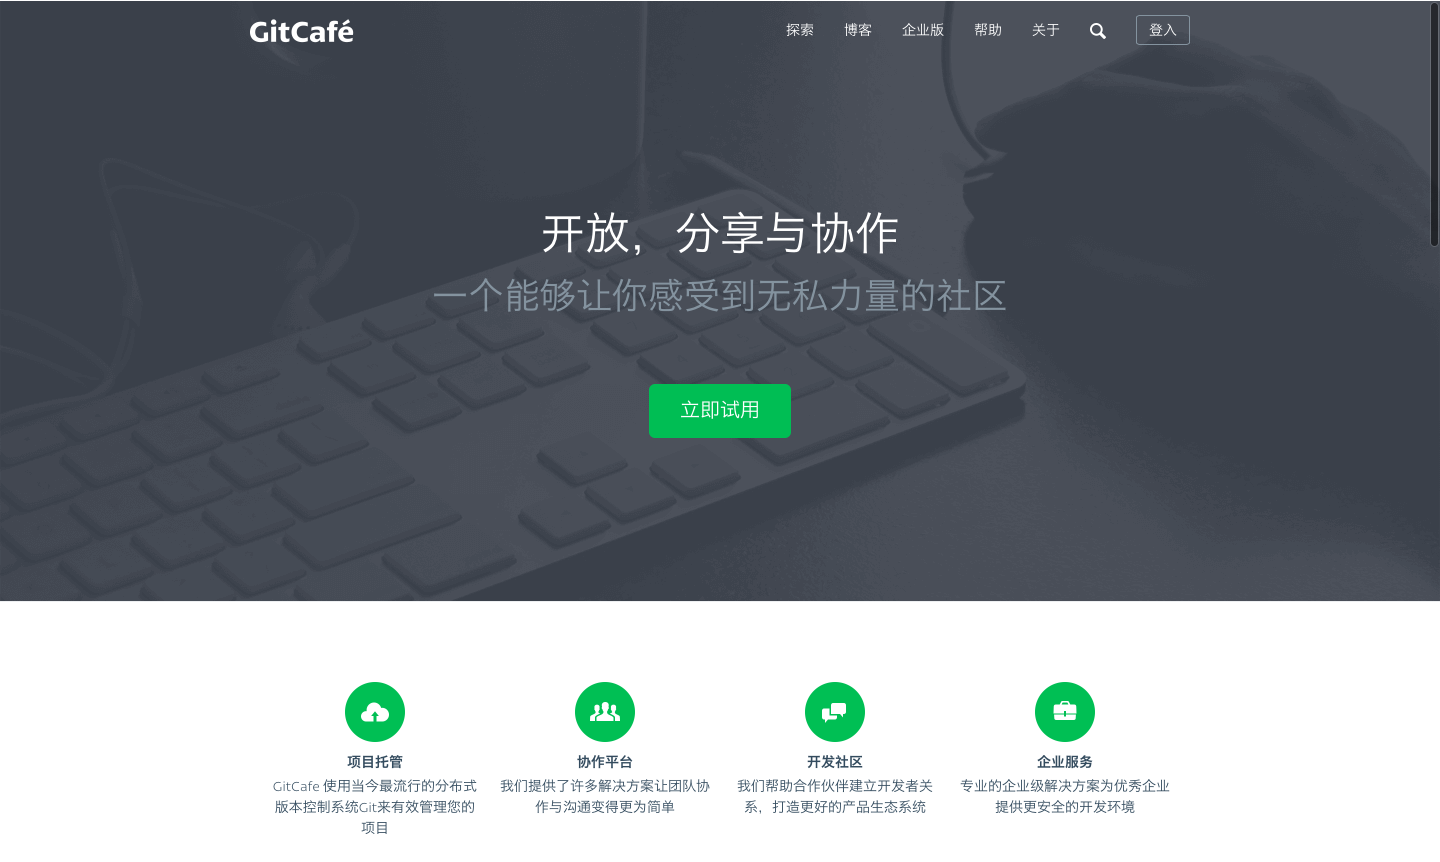 GitCafé
探索 博客 企业版 帮助 关于 登入
开放，分享与协作
一个能够让你感受到无私力量的社区
立即试用
项目托管
GitCafe 使用当今最流行的分布式
版本控制系统Git来有效管理您的
项目
协作平台
我们提供了许多解决方案让团队协
作与沟通变得更为简单
开发社区
我们帮助合作伙伴建立开发者关
系，打造更好的产品生态系统
企业服务
专业的企业级解决方案为优秀企业
提供更安全的开发环境